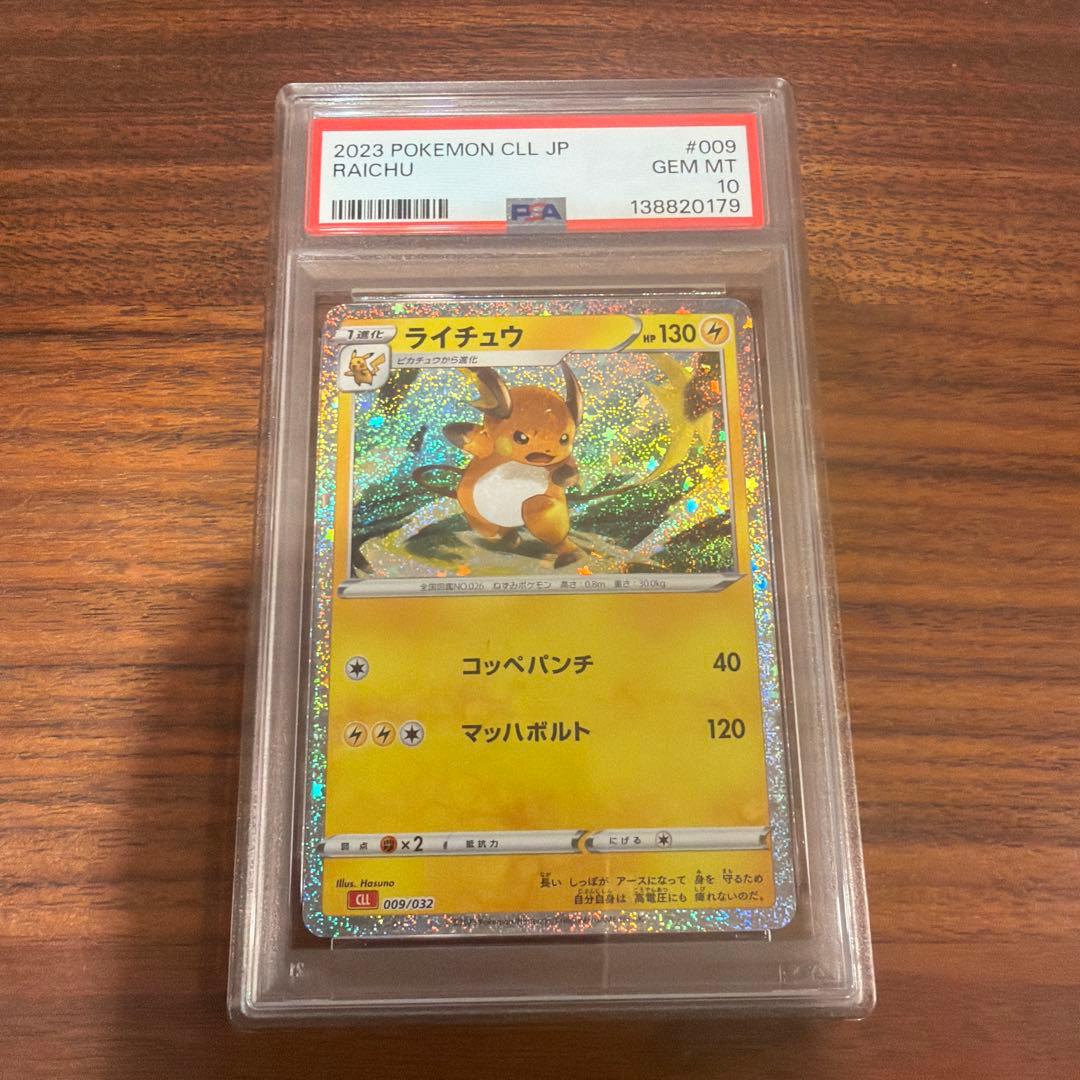 2023 POKEMON CLL JP #009
RAICHU GEM MT
10
PSA 138820179
1進化 ライチュウ HP 130
ピカチュウから進化
全国図鑑NO.026 ねずみポケモン 高さ:0.8m 重さ:30.0kg
コッペパンチ 40
マッハボルト 120
弱点 ×2 抵抗力 にげる
Illus. Hasuno
長い しっぽが アースになって 身を 守るため
自分自身は 高電圧にも 痺れないのだ。
CLL 009/032